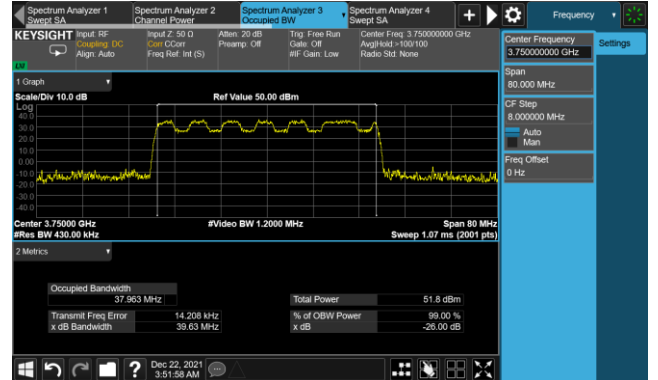 Spectrum Analyzer 1
Swept SA
Spectrum Analyzer 2
Channel Power
Spectrum Analyzer 3
Occupied BW
Spectrum Analyzer 4
Swept SA
Frequency
KEYSIGHT
Input: RF
Coupling: DC
Align: Auto
Input Z: 50 Ω
Corr CCorr
Freq Ref: Int (S)
Atten: 20 dB
Preamp: Off
Trig: Free Run
Gate: Off
#IF Gain: Low
Center Freq: 3.750000000 GHz
Avg|Hold:>100/100
Radio Std: None
Center Frequency
3.750000000 GHz
Settings
Span
80.000 MHz
CF Step
8.000000 MHz
Auto
Man
Freq Offset
0 Hz
1 Graph
Scale/Div 10.0 dB
Ref Value 50.00 dBm
Log
40.0
30.0
20.0
10.0
0.00
-10.0
-20.0
-30.0
-40.0
Center 3.75000 GHz
#Video BW 1.2000 MHz
Span 80 MHz
#Res BW 430.00 kHz
Sweep 1.07 ms (2001 pts)
2 Metrics
Occupied Bandwidth
37.963 MHz
Total Power
51.8 dBm
Transmit Freq Error
14.208 kHz
% of OBW Power
99.00 %
x dB Bandwidth
39.63 MHz
x dB
-26.00 dB
Dec 22, 2021
3:51:58 AM